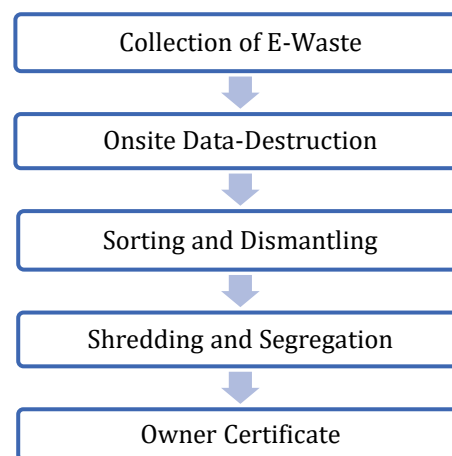 Collection of E-Waste
Onsite Data-Destruction
Sorting and Dismantling
Shredding and Segregation
Owner Certificate